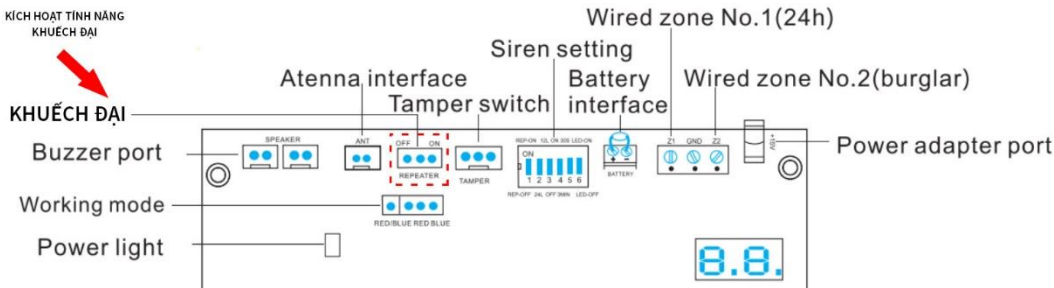 KÍCH HOẠT TÍNH NĂNG
KHUẾCH ĐẠI
Wired zone No.1(24h)
Siren setting
Atenna interface
Battery
interface
Wired zone No.2(burglar)
Tamper switch
KHUẾCH ĐẠI
Buzzer port
SPEAKER
ANT
OFF ON
REPEATER
TAMPER
REP-ON 12L ON 30S LED-ON
ON
1 2 3 4 5 6
REP-OFF 24L OFF 3MIN LED-OFF
+ -
BATTERY
Z1 GND Z2
+15V
Power adapter port
Working mode
RED/BLUE RED BLUE
Power light
8.8.